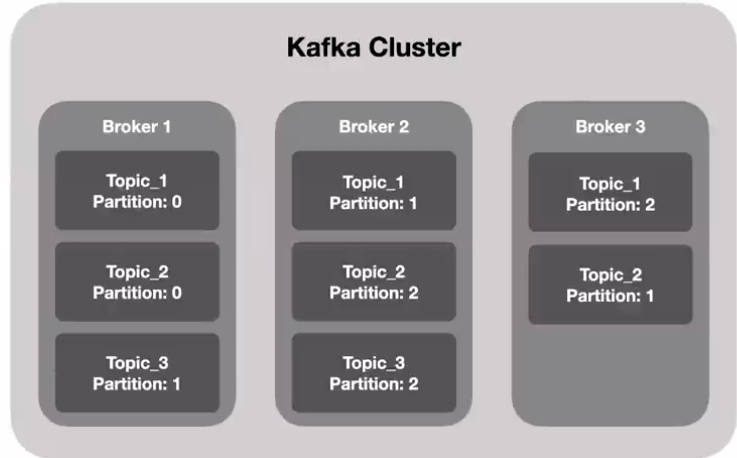 Kafka Cluster
Broker 1
Topic_1
Partition: 0
Topic_2
Partition: 0
Topic_3
Partition: 1
Broker 2
Topic_1
Partition: 1
Topic_2
Partition: 2
Topic_3
Partition: 2
Broker 3
Topic_1
Partition: 2
Topic_2
Partition: 1